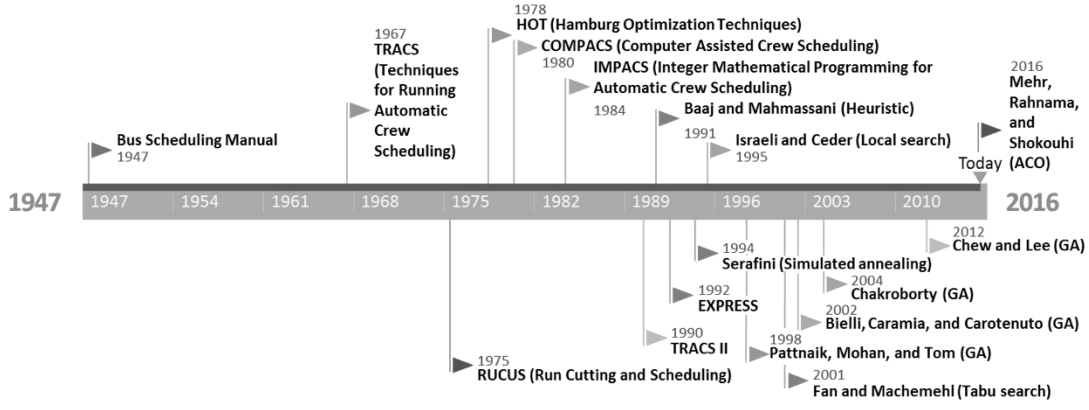 1978
HOT (Hamburg Optimization Techniques)
COMPACS (Computer Assisted Crew Scheduling)
1980
IMPACS (Integer Mathematical Programming for
Automatic Crew Scheduling)
1984
1967
TRACS
(Techniques
for Running
Automatic
Crew
Scheduling)
Baaj and Mahmassani (Heuristic)
1991
Israeli and Ceder (Local search)
1995
2016
Mehr,
Rahnama,
and
Shokouhi
(ACO)
Bus Scheduling Manual
1947
Today
1947
1947 1954 1961 1968 1975 1982 1989 1996 2003 2010
2016
2012
Chew and Lee (GA)
1994
Serafini (Simulated annealing)
2004
Chakroborty (GA)
1992
EXPRESS
2002
Bielli, Caramia, and Carotenuto (GA)
1990
TRACS II
1998
Pattnaik, Mohan, and Tom (GA)
1975
RUCUS (Run Cutting and Scheduling)
2001
Fan and Machemehl (Tabu search)